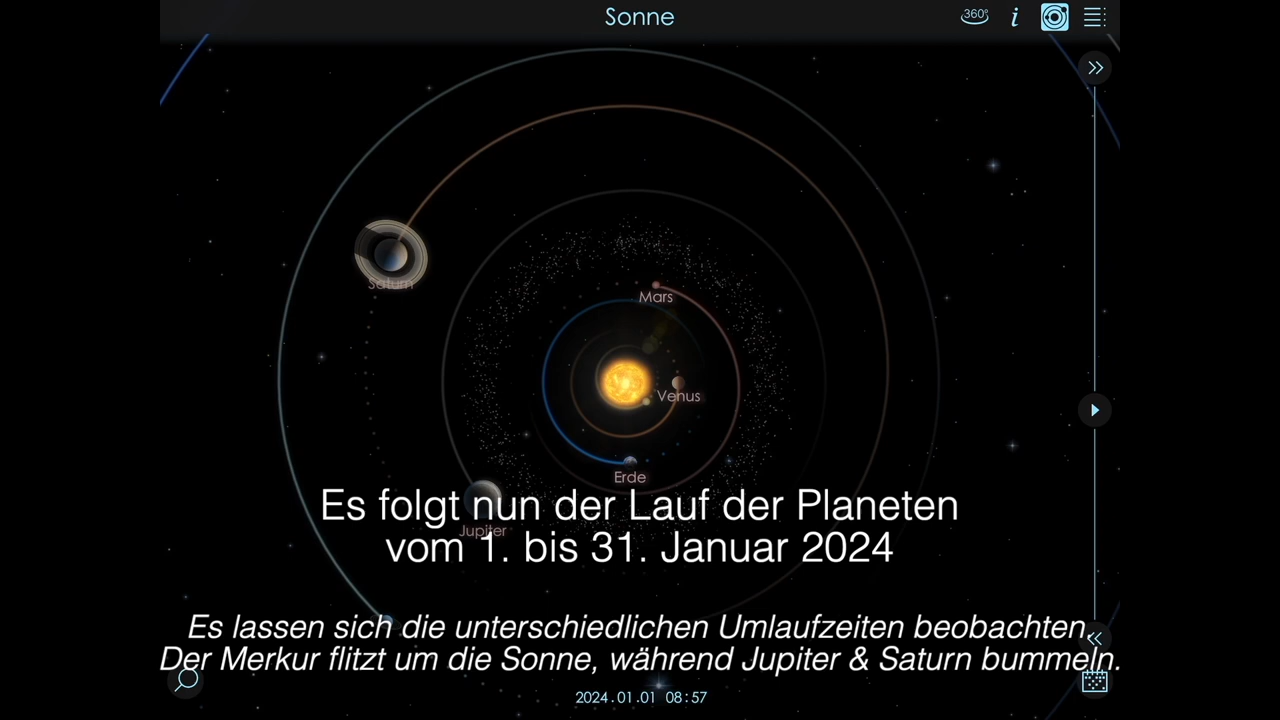 Sonne
360°
i
Saturn
Mars
Venus
Erde
Es folgt nun der Lauf der Planeten
Jupiter
vom 1. bis 31. Januar 2024
Es lassen sich die unterschiedlichen Umlaufzeiten beobachten.
Der Merkur flitzt um die Sonne, während Jupiter & Saturn bummeln.
2024.01.01 08:57